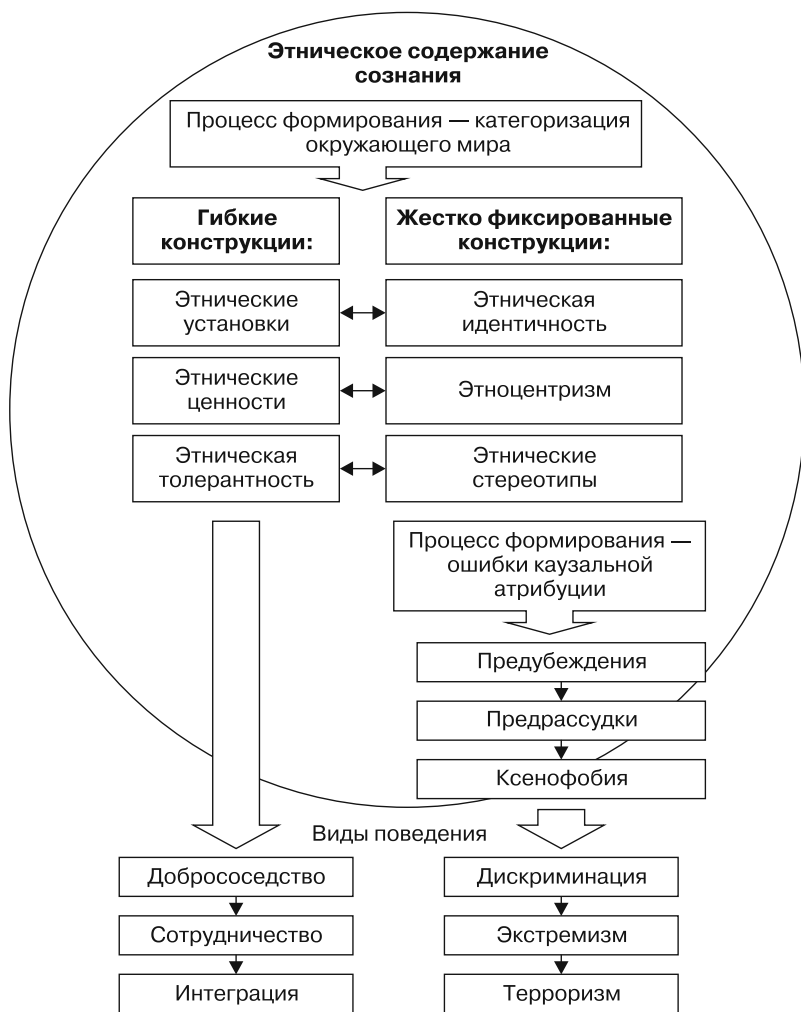 Этническое содержание
сознания
Процесс формирования — категоризация
окружающего мира
Гибкие
конструкции:
Жестко фиксированные
конструкции:
Этнические
установки
Этническая
идентичность
Этнические
ценности
Этноцентризм
Этническая
толерантность
Этнические
стереотипы
Процесс формирования —
ошибки каузальной
атрибуции
Предубеждения
Предрассудки
Ксенофобия
Виды поведения
Добрососедство
Дискриминация
Сотрудничество
Экстремизм
Интеграция
Терроризм